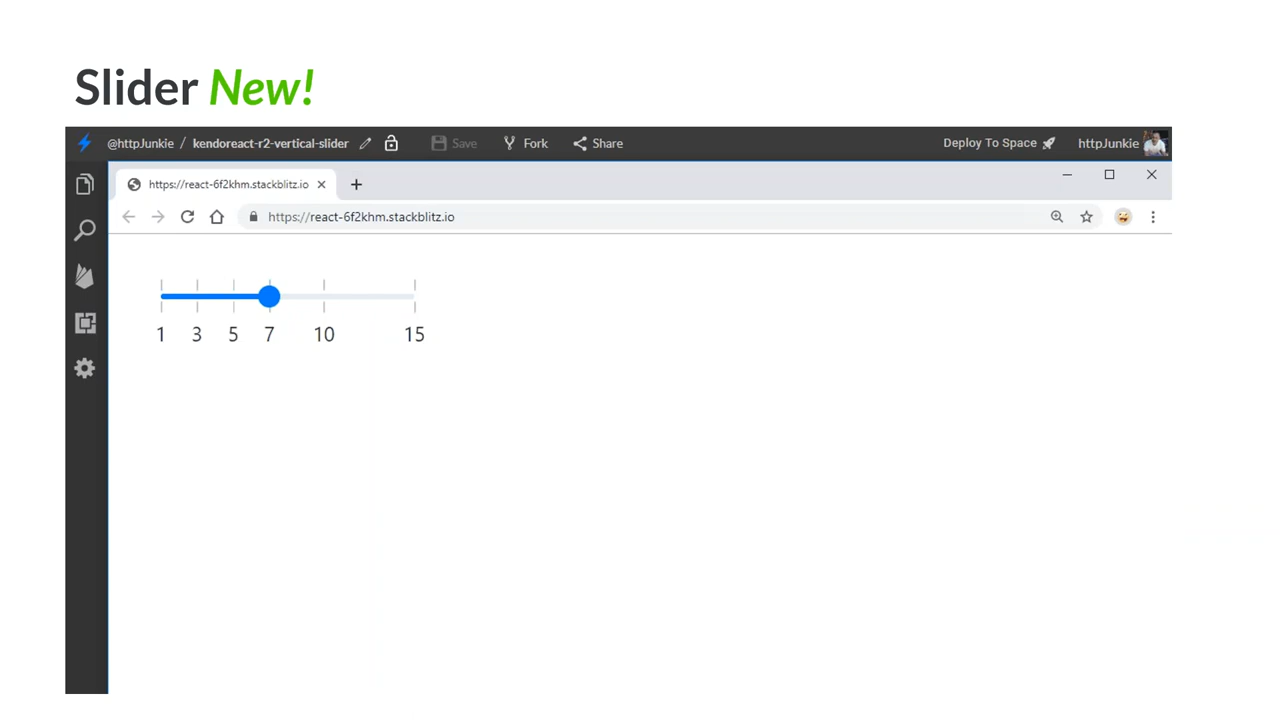 Slider New!
@httpJunkie / kendoreact-r2-vertical-slider Save Fork Share Deploy To Space httpJunkie
https://react-6f2khm.stackblitz.io
https://react-6f2khm.stackblitz.io
1 3 5 7 10 15